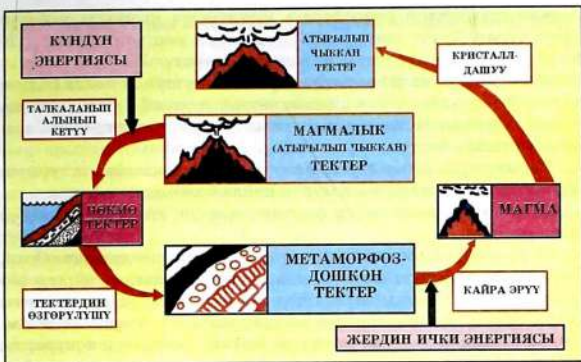 КҮНДҮН
ЭНЕРГИЯСЫ
АТЫРЫЛЫП
ЧЫККАН
ТЕКТЕР
КРИСТАЛЛ-
ДАШУУ
ТАЛКАЛАНЫП
АЛЫНЫП
КЕТҮҮ
МАГМАЛЫК
(АТЫРЫЛЫП ЧЫККАН)
ТЕКТЕР
ЧӨКМӨ
ТЕКТЕР
МАГМА
МЕТАМОРФОЗ-
ДОШКОН
ТЕКТЕР
ТЕКТЕРДИН
ӨЗГӨРҮЛҮШҮ
КАЙРА ЭРҮҮ
ЖЕРДИН ИЧКИ ЭНЕРГИЯСЫ